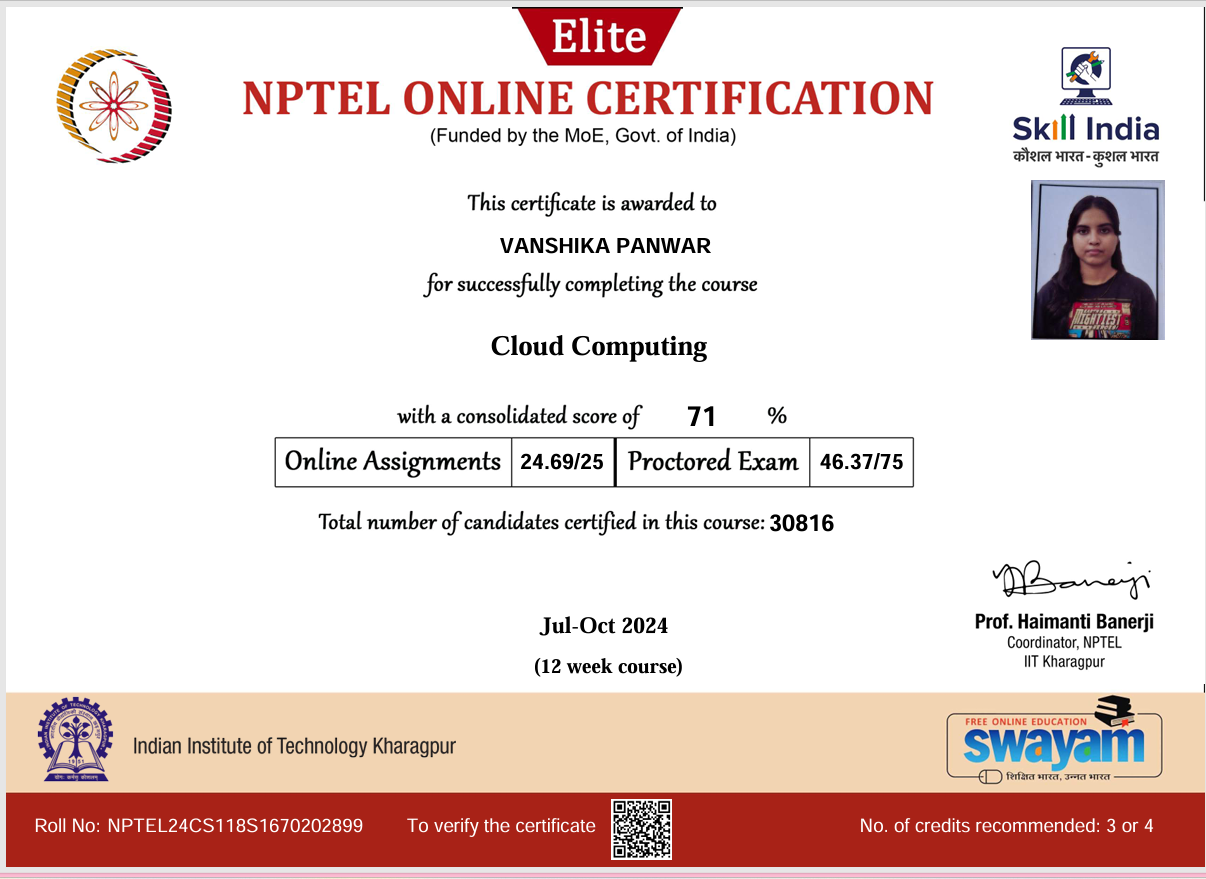 Elite
NPTEL ONLINE CERTIFICATION
(Funded by the MoE, Govt. of India)
Skill India
कौशल भारत - कुशल भारत
This certificate is awarded to
VANSHIKA PANWAR
for successfully completing the course
MIGHTIEST
Cloud Computing
with a consolidated score of 71 %
Online Assignments 24.69/25 Proctored Exam 46.37/75
Total number of candidates certified in this course: 30816
Banerji
Prof. Haimanti Banerji
Coordinator, NPTEL
IIT Kharagpur
Jul-Oct 2024
(12 week course)
1951
Indian Institute of Technology Kharagpur
FREE ONLINE EDUCATION
swayam
शिक्षित भारत, उन्नत भारत
Roll No: NPTEL24CS118S1670202899 To verify the certificate No. of credits recommended: 3 or 4